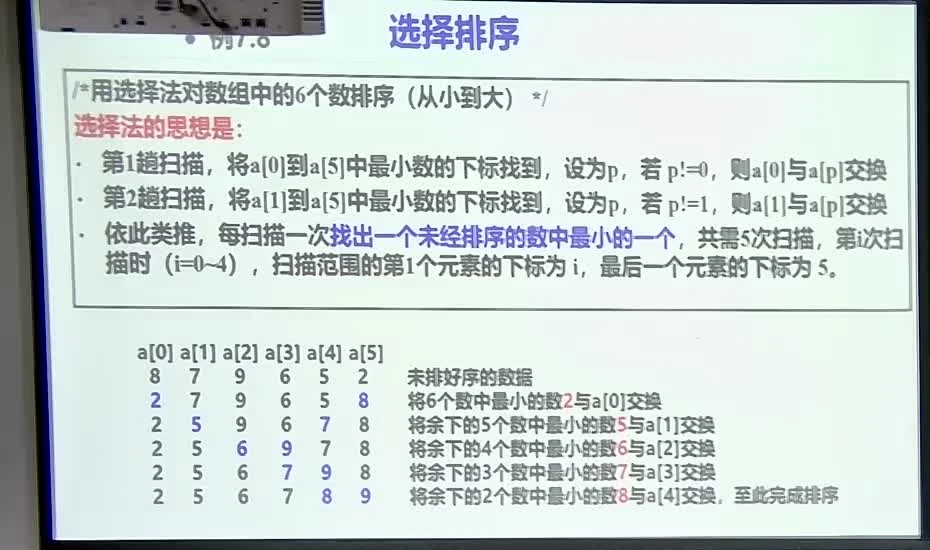 选择排序
• 例7.8
/*用选择法对数组中的6个数排序（从小到大） */
选择法的思想是：
· 第1趟扫描，将a[0]到a[5]中最小数的下标找到，设为p，若 p!=0，则a[0]与a[p]交换
· 第2趟扫描，将a[1]到a[5]中最小数的下标找到，设为p，若 p!=1，则a[1]与a[p]交换
· 依此类推，每扫描一次找出一个未经排序的数中最小的一个，共需5次扫描，第i次扫
描时（i=0~4），扫描范围的第1个元素的下标为 i，最后一个元素的下标为 5。
a[0] a[1] a[2] a[3] a[4] a[5]
8 7 9 6 5 2 未排好序的数据
2 7 9 6 5 8 将6个数中最小的数2与a[0]交换
2 5 9 6 7 8 将余下的5个数中最小的数5与a[1]交换
2 5 6 9 7 8 将余下的4个数中最小的数6与a[2]交换
2 5 6 7 9 8 将余下的3个数中最小的数7与a[3]交换
2 5 6 7 8 9 将余下的2个数中最小的数8与a[4]交换，至此完成排序